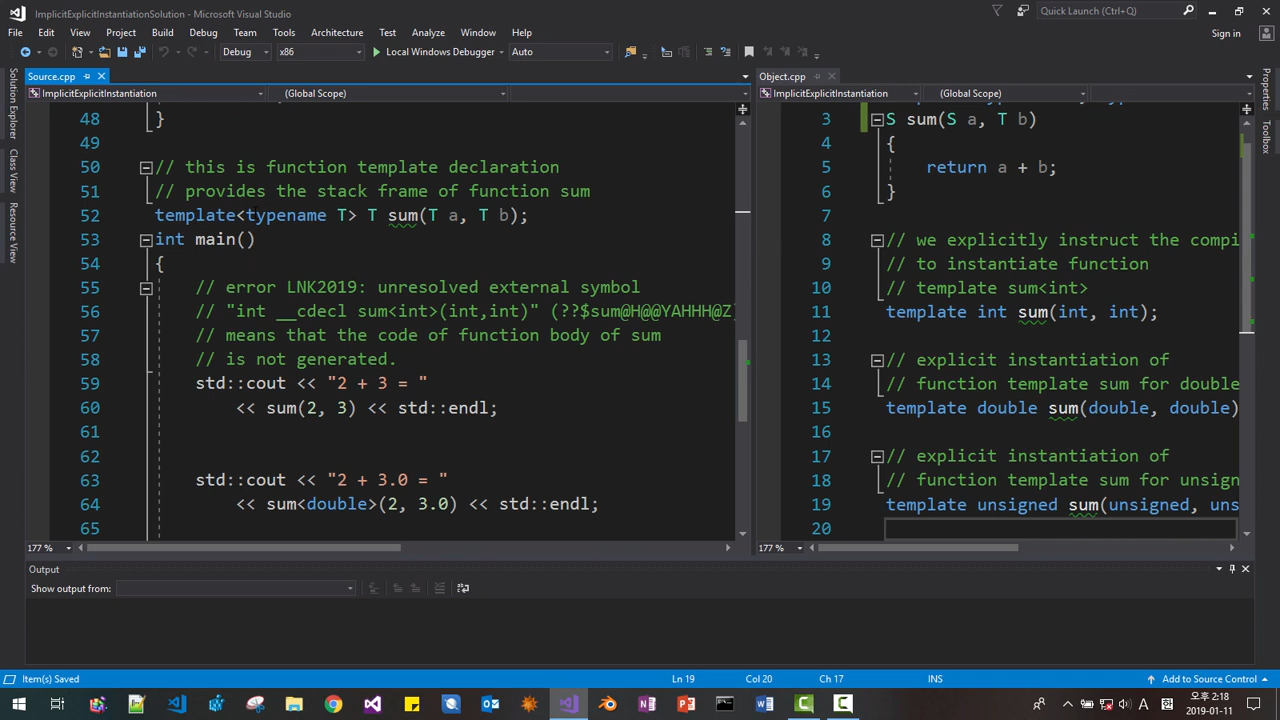 ImplicitExplicitInstantiationSolution - Microsoft Visual Studio
Quick Launch (Ctrl+Q)
File Edit View Project Build Debug Team Tools Architecture Test Analyze Window Help
Sign in
Debug x86 Local Windows Debugger Auto
Solution Explorer
Class View
Resource View
Source.cpp
ImplicitExplicitInstantiation (Global Scope)
48 }
49
50 // this is function template declaration
51 // provides the stack frame of function sum
52 template<typename T> T sum(T a, T b);
53 int main()
54 {
55 // error LNK2019: unresolved external symbol
56 // "int __cdecl sum<int>(int,int)" (??$sum@H@@YAHHH@Z)
57 // means that the code of function body of sum
58 // is not generated.
59 std::cout << "2 + 3 = "
60 << sum(2, 3) << std::endl;
61
62
63 std::cout << "2 + 3.0 = "
64 << sum<double>(2, 3.0) << std::endl;
65
177 %
Object.cpp
ImplicitExplicitInstantiation (Global Scope)
3 S sum(S a, T b)
4 {
5 return a + b;
6 }
7
8 // we explicitly instruct the compi
9 // to instantiate function
10 // template sum<int>
11 template int sum(int, int);
12
13 // explicit instantiation of
14 // function template sum for double
15 template double sum(double, double)
16
17 // explicit instantiation of
18 // function template sum for unsign
19 template unsigned sum(unsigned, uns
20
177 %
Properties
Toolbox
Output
Show output from:
Item(s) Saved Ln 19 Col 20 Ch 17 INS Add to Source Control
오후 2:18
2019-01-11